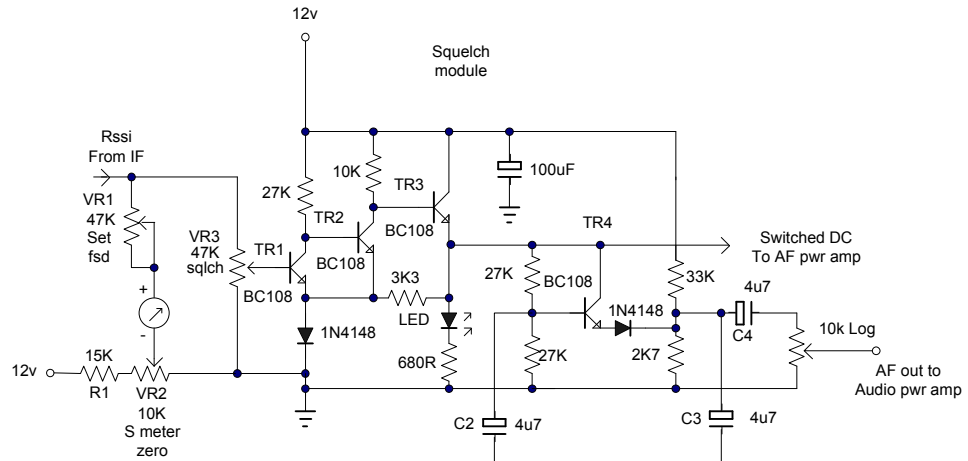 12v
Squelch
module
Rssi
From IF
VR1
47K
Set
fsd
+
-
VR3
47K
sqlch
27K
TR1
BC108
TR2
BC108
10K
TR3
BC108
100uF
3K3
LED
1N4148
680R
27K
BC108
TR4
1N4148
27K
33K
2K7
Switched DC
To AF pwr amp
4u7
C4
10k Log
AF out to
Audio pwr amp
12v
15K
R1
VR2
10K
S meter
zero
C2
4u7
C3
4u7